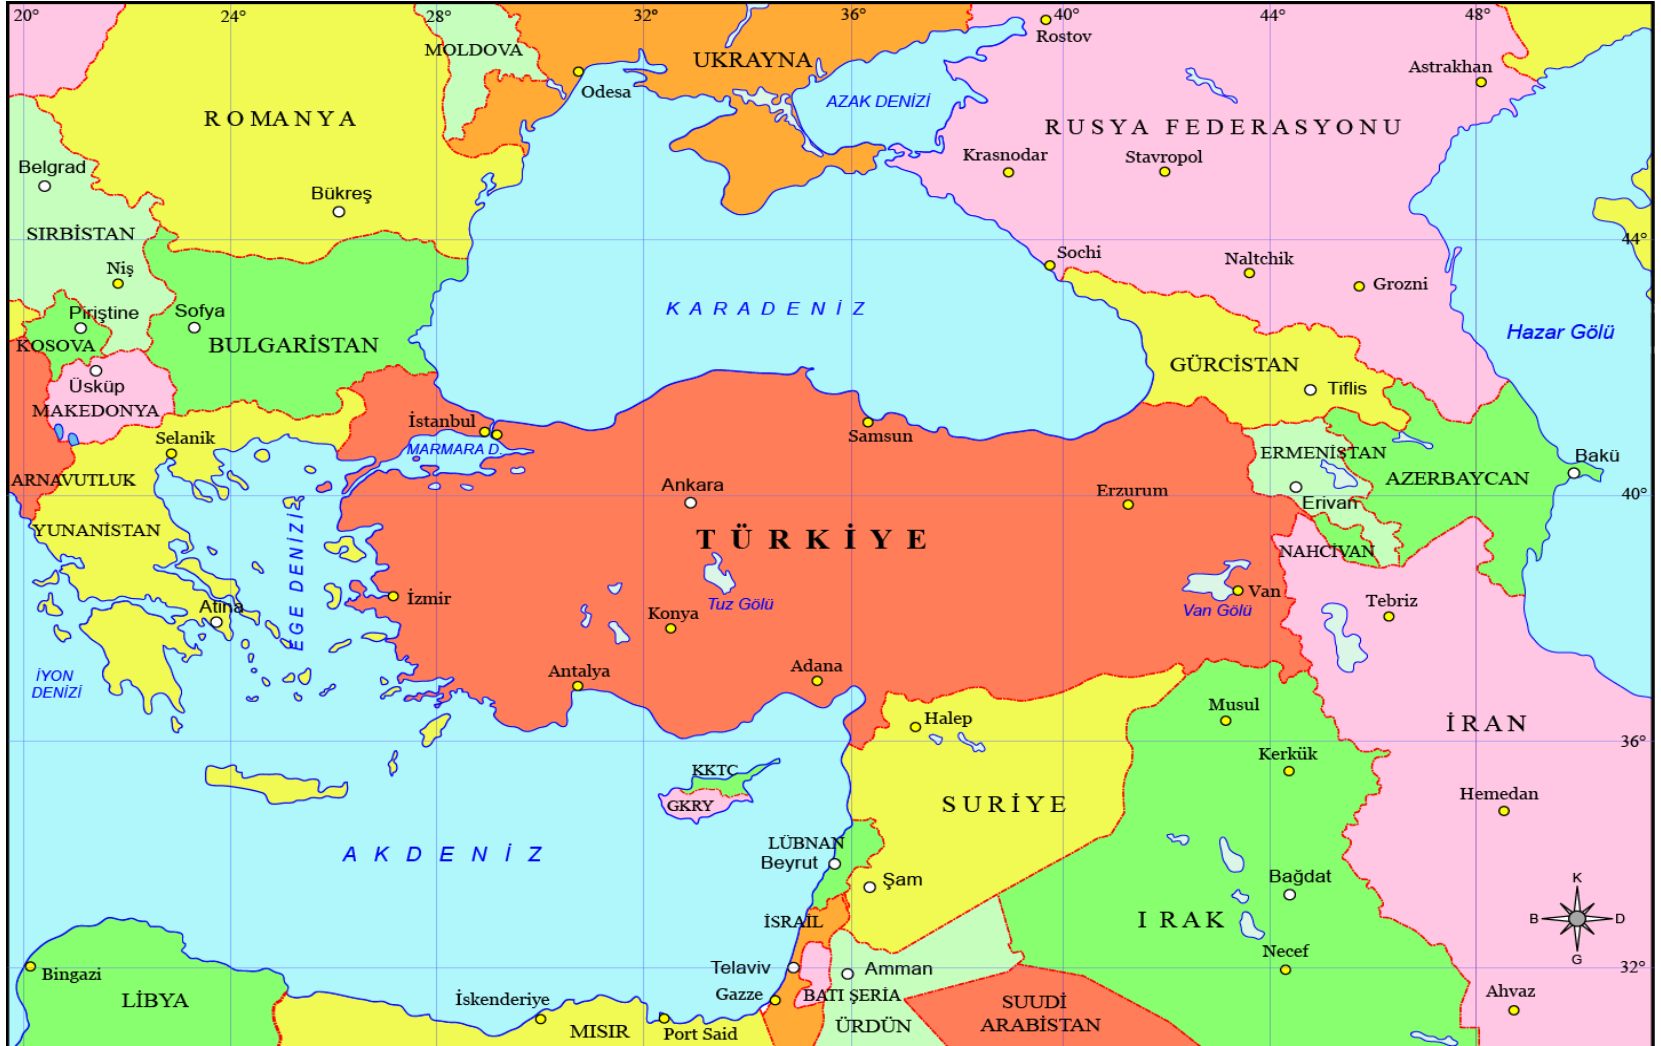 20°
24°
28°
32°
36°
40°
44°
48°
Rostov
MOLDOVA
UKRAYNA
Astrakhan
Odesa
AZAK DENİZİ
ROMANYA
RUSYA FEDERASYONU
Krasnodar
Stavropol
Belgrad
Bükreş
SIRBİSTAN
44°
Niş
Sochi
Naltchik
Grozni
Piriştine
Sofya
KARADENİZ
Hazar Gölü
KOSOVA
BULGARİSTAN
GÜRCİSTAN
Üsküp
Tiflis
MAKEDONYA
İstanbul
Samsun
Selanik
MARMARA D.
ERMENİSTAN
Bakü
ARNAVUTLUK
Ankara
Erzurum
AZERBAYCAN
40°
Erivan
YUNANİSTAN
EGE DENİZİ
TÜRKİYE
NAHCİVAN
Atina
İzmir
Tuz Gölü
Konya
Van
Van Gölü
Tebriz
İYON
DENİZİ
Antalya
Adana
Halep
Musul
İRAN
36°
KKTC
Kerkük
GKRY
SURİYE
Hemedan
AKDENİZ
LÜBNAN
Beyrut
Şam
Bağdat
K
B
D
G
İSRAİL
IRAK
Bingazi
Telaviv
Amman
Necef
32°
LİBYA
İskenderiye
Gazze
BATI ŞERİA
SUUDİ
ARABİSTAN
Ahvaz
MISIR
Port Said
ÜRDÜN